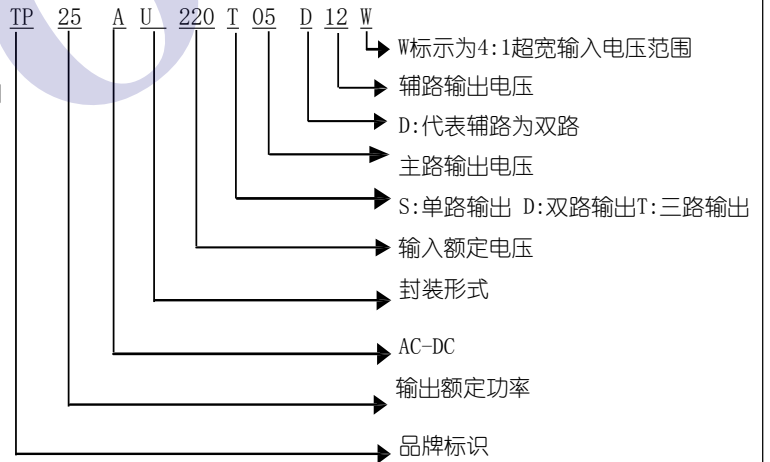 TP 25 A U 220 T 05 D 12 W
W标示为4:1超宽输入电压范围
辅路输出电压
D:代表辅路为双路
主路输出电压
S:单路输出 D:双路输出T:三路输出
输入额定电压
封装形式
AC-DC
输出额定功率
品牌标识